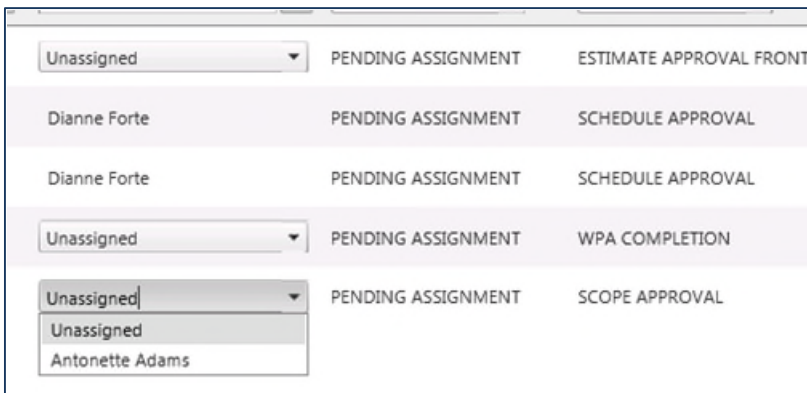 Unassigned PENDING ASSIGNMENT ESTIMATE APPROVAL FRONT
Dianne Forte PENDING ASSIGNMENT SCHEDULE APPROVAL
Dianne Forte PENDING ASSIGNMENT SCHEDULE APPROVAL
Unassigned PENDING ASSIGNMENT WPA COMPLETION
Unassigned PENDING ASSIGNMENT SCOPE APPROVAL
Unassigned
Antonette Adams